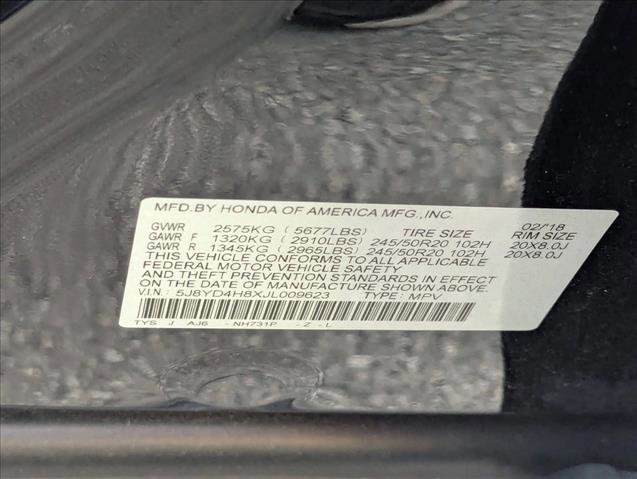 MFD.BY HONDA OF AMERICA MFG.,INC. 02/'18
GVWR 2575KG ( 5677LBS) TIRE SIZE RIM SIZE
GAWR F 1320KG (2910LBS) 245/50R20 102H 20X8.0J
GAWR R 1345KG (2965LBS) 245/50R20 102H 20X8.0J
THIS VEHICLE CONFORMS TO ALL APPLICABLE
FEDERAL MOTOR VEHICLE SAFETY
AND THEFT PREVENTION STANDARDS IN EFFECT
ON THE DATE OF MANUFACTURE SHOWN ABOVE.
V.I.N.: 5J8YD4H8XJL009623 TYPE: MPV
TYS J AJ6 -NH731P -Z -L